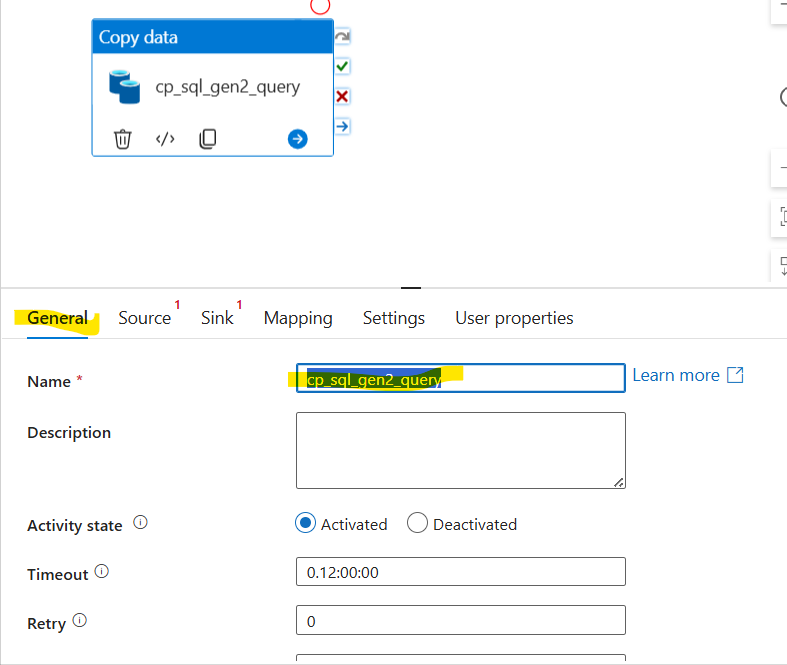 Copy data
cp_sql_gen2_query
General Source 1 Sink 1 Mapping Settings User properties
Name * cp_sql_gen2_query Learn more
Description
Activity state Activated Deactivated
Timeout 0.12:00:00
Retry 0